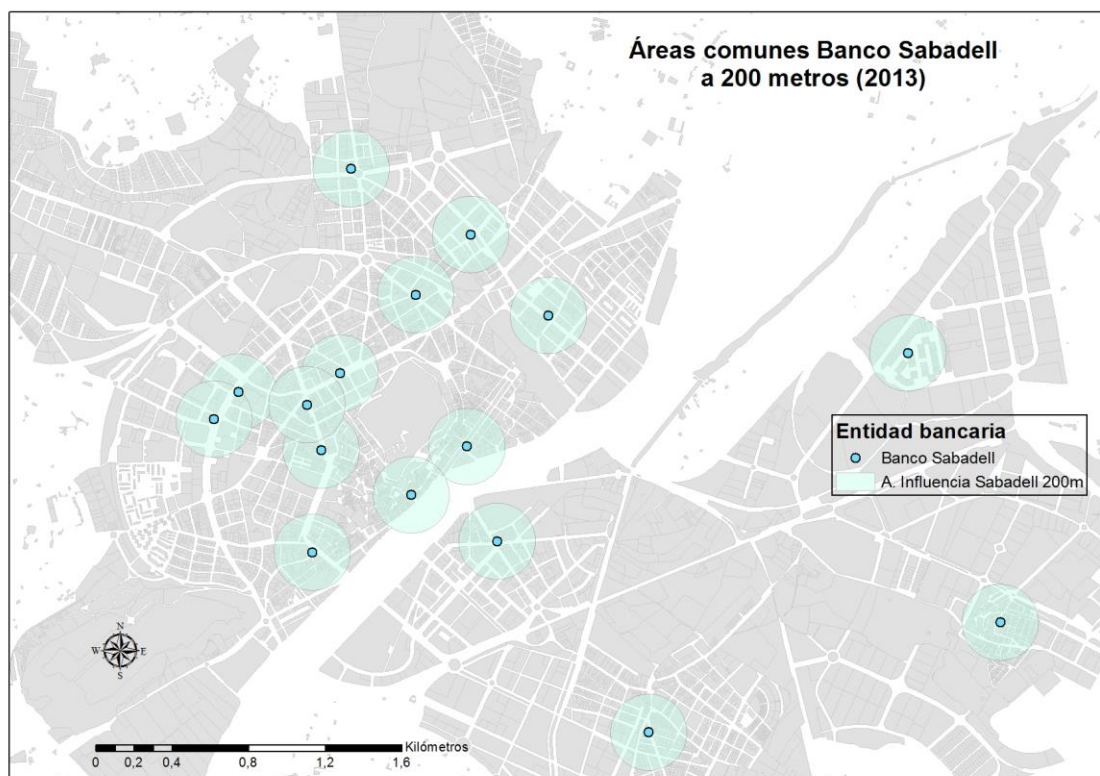 Áreas comunes Banco Sabadell
a 200 metros (2013)
Entidad bancaria
Banco Sabadell
A. Influencia Sabadell 200m
N
W E
S
Kilómetros
0 0,2 0,4 0,8 1,2 1,6